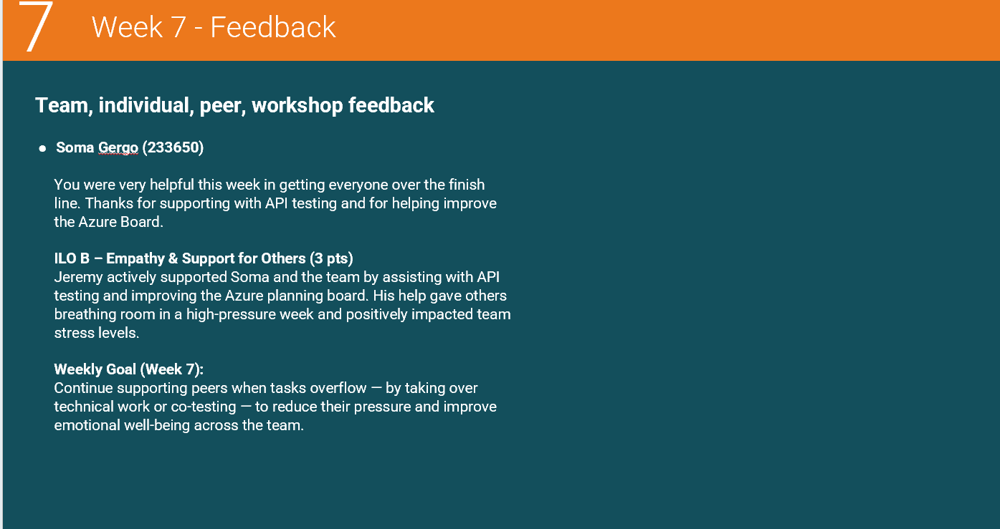 7 Week 7 - Feedback
Team, individual, peer, workshop feedback
● Soma Gergo (233650)
You were very helpful this week in getting everyone over the finish
line. Thanks for supporting with API testing and for helping improve
the Azure Board.
ILO B – Empathy & Support for Others (3 pts)
Jeremy actively supported Soma and the team by assisting with API
testing and improving the Azure planning board. His help gave others
breathing room in a high-pressure week and positively impacted team
stress levels.
Weekly Goal (Week 7):
Continue supporting peers when tasks overflow — by taking over
technical work or co-testing — to reduce their pressure and improve
emotional well-being across the team.